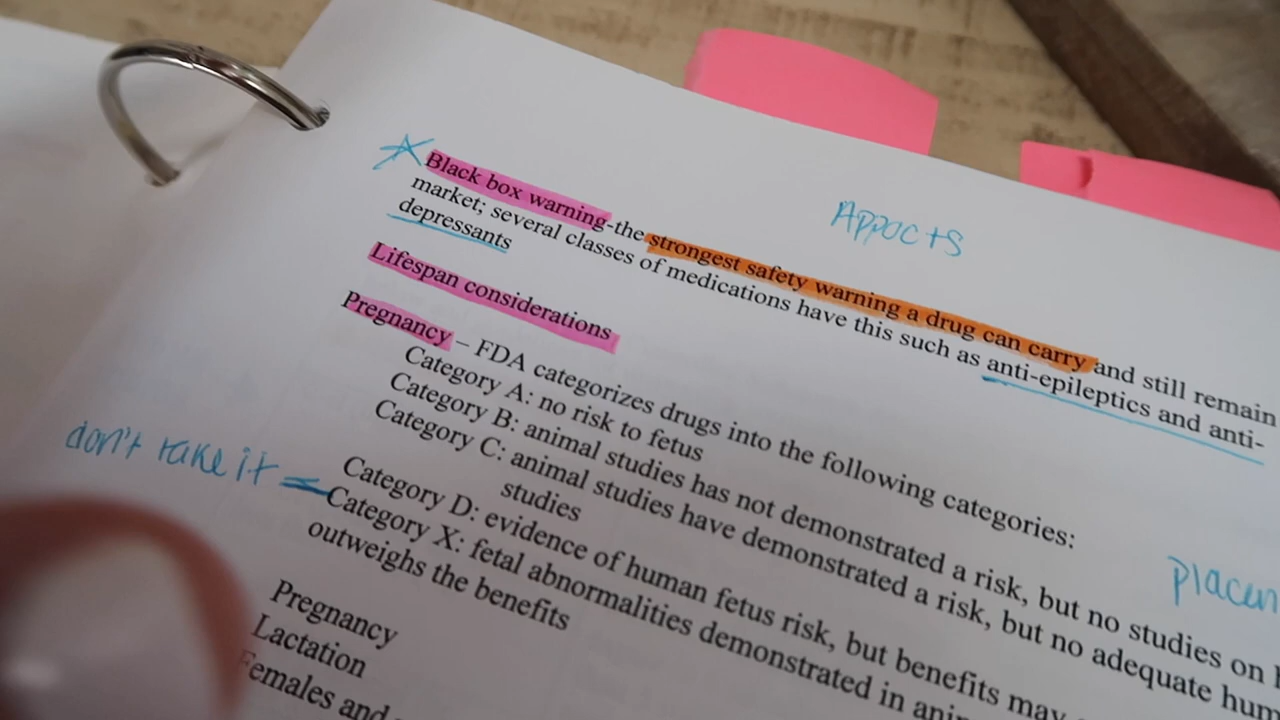 Black box warning-the strongest safety warning a drug can carry and still remain
market; several classes of medications have this such as anti-epileptics and anti-
depressants
Lifespan considerations
Pregnancy – FDA categorizes drugs into the following categories:
Category A: no risk to fetus
Category B: animal studies has not demonstrated a risk, but no studies on
Category C: animal studies have demonstrated a risk, but no adequate
studies
Category D: evidence of human fetus risk, but benefits may
don't take it
Category X: fetal abnormalities demonstrated in
outweighs the benefits
Pregnancy
Lactation
Females and